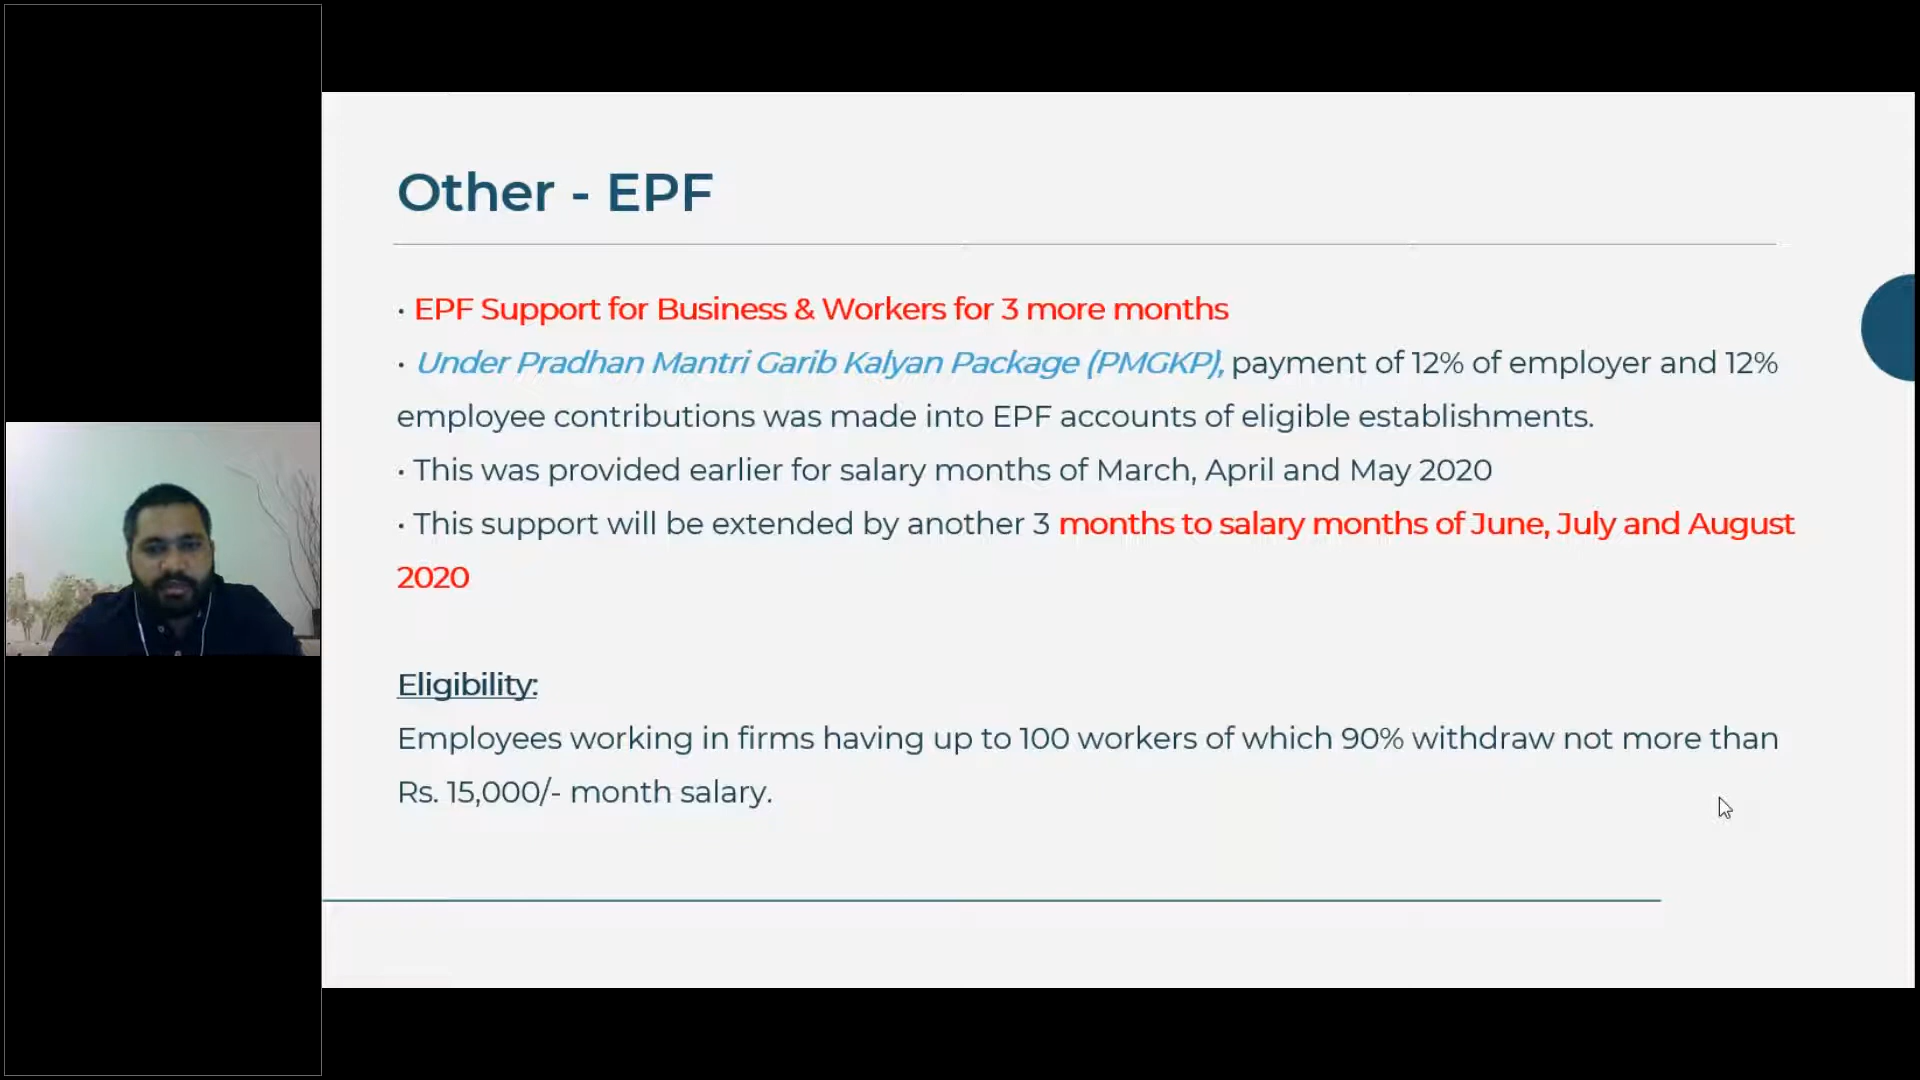 Other - EPF
• EPF Support for Business & Workers for 3 more months
• Under Pradhan Mantri Garib Kalyan Package (PMGKP), payment of 12% of employer and 12%
employee contributions was made into EPF accounts of eligible establishments.
• This was provided earlier for salary months of March, April and May 2020
• This support will be extended by another 3 months to salary months of June, July and August
2020
Eligibility:
Employees working in firms having up to 100 workers of which 90% withdraw not more than
Rs. 15,000/- month salary.